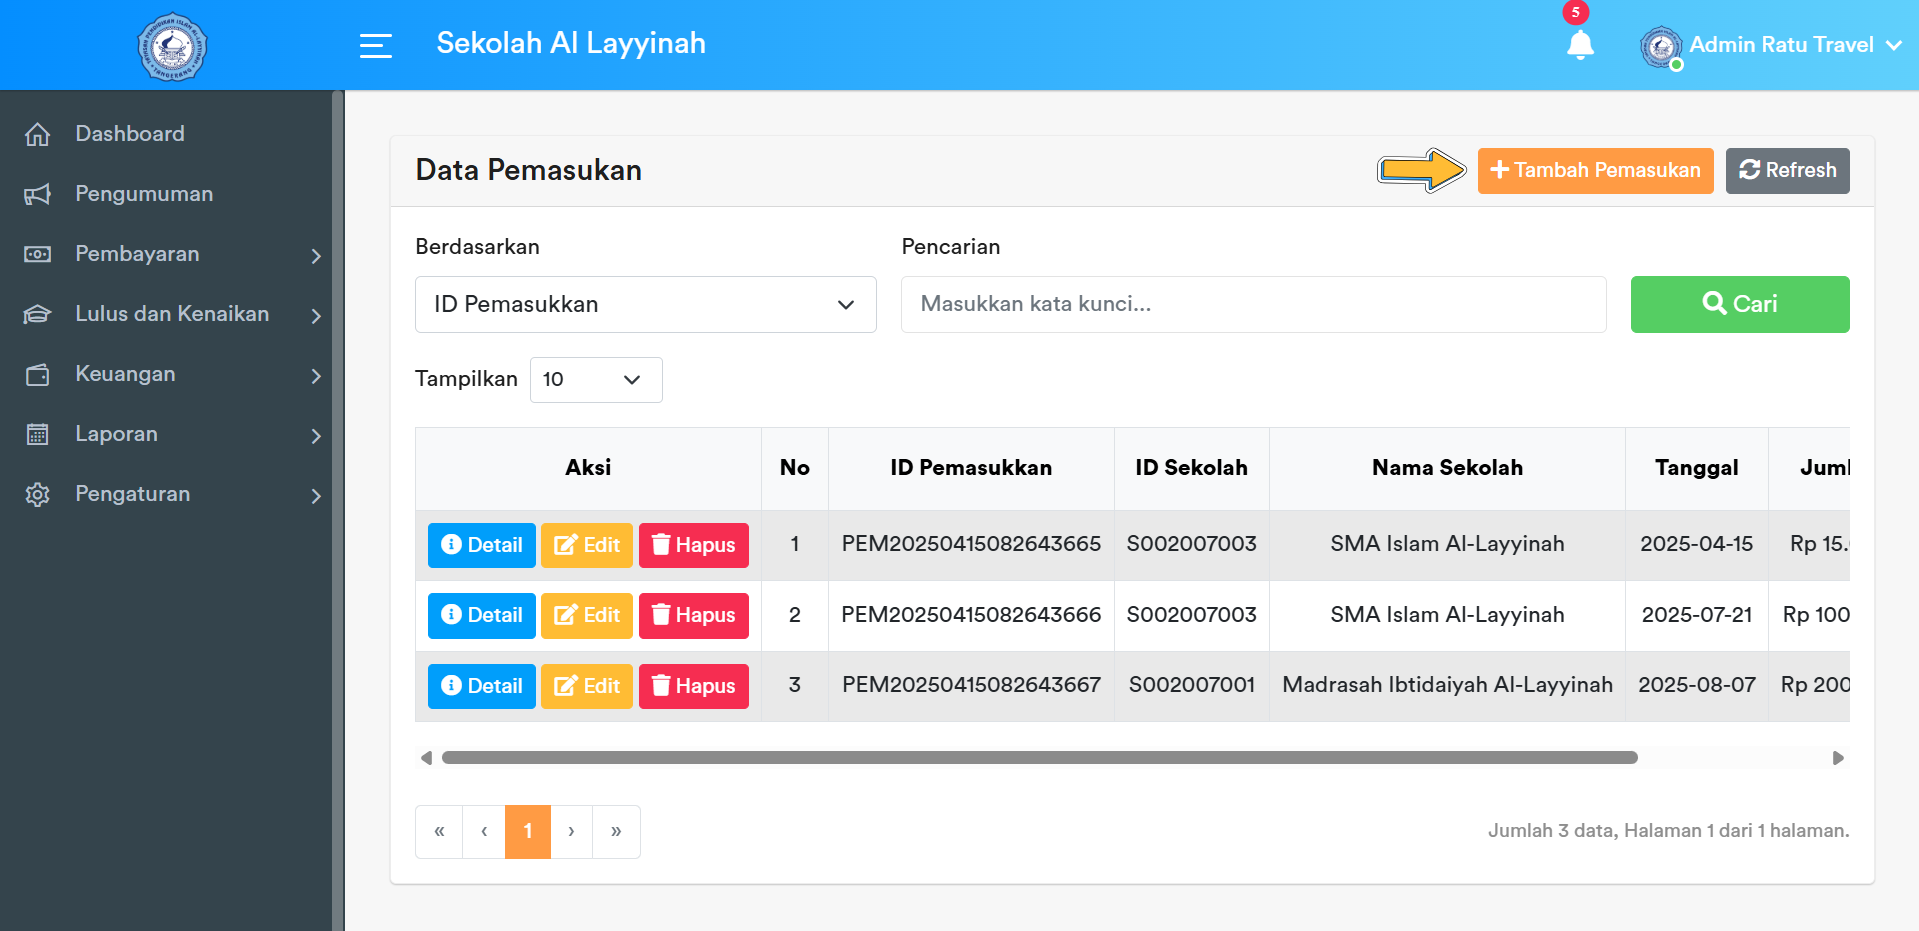 Sekolah Al Layyinah
5
Admin Ratu Travel
Dashboard
Pengumuman
Pembayaran
Lulus dan Kenaikan
Keuangan
Laporan
Pengaturan
Data Pemasukan
Tambah Pemasukan
Refresh
Berdasarkan
Pencarian
ID Pemasukkan
Masukkan kata kunci...
Cari
Tampilkan 10
Aksi No ID Pemasukkan ID Sekolah Nama Sekolah Tanggal
Detail Edit Hapus 1 PEM20250415082643665 S002007003 SMA Islam Al-Layyinah 2025-04-15 Rp 15.
Detail Edit Hapus 2 PEM20250415082643666 S002007003 SMA Islam Al-Layyinah 2025-07-21 Rp 100
Detail Edit Hapus 3 PEM20250415082643667 S002007001 Madrasah Ibtidaiyah Al-Layyinah 2025-08-07 Rp 200
« ‹ 1 › »
Jumlah 3 data, Halaman 1 dari 1 halaman.